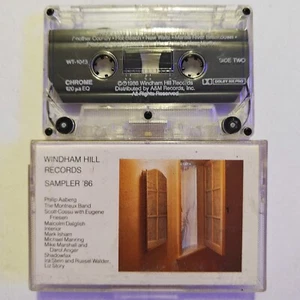 WT-1048
SIDE TWO
CHROME
120 µs EQ
©1986 Windham Hill Records
Distributed by A&M Records, Inc.
All Rights Reserved.
DOLBY SYSTEM
WINDHAM HILL
RECORDS
SAMPLER '86
Philip Aaberg
The Montreux Band
Scott Cossu with Eugene
Friesen
Malcolm Dalglish
Interior
Mark Isham
Michael Manring
Mike Marshall and
Darol Anger
Shadowfax
Ira Stein and Russel Walder
Liz Story